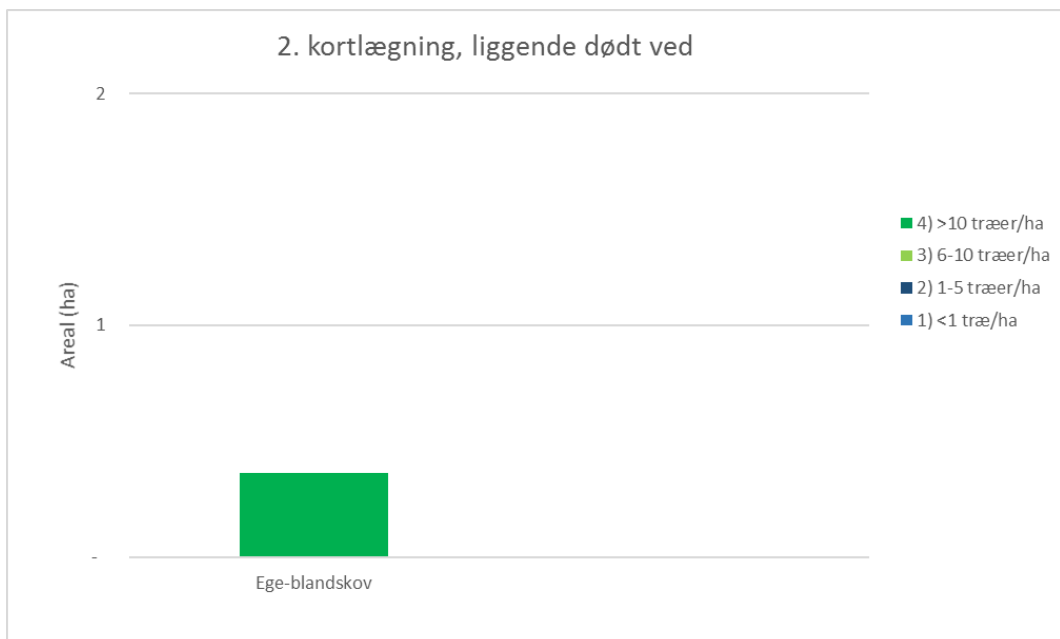 2. kortlægning, liggende dødt ved
2
1
-
Areal (ha)
Ege-blandskov
4) >10 træer/ha
3) 6-10 træer/ha
2) 1-5 træer/ha
1) <1 træ/ha